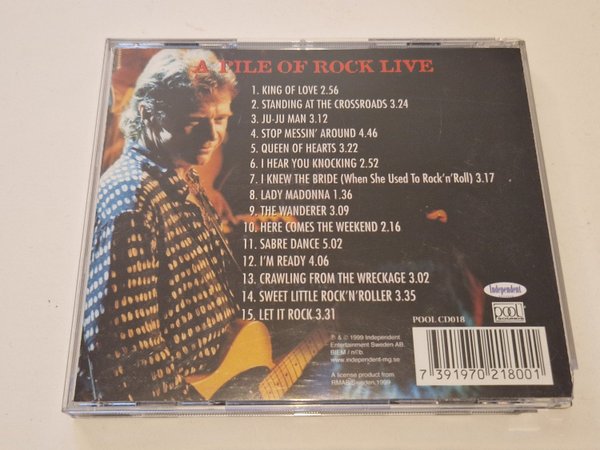 A PILE OF ROCK LIVE
1. KING OF LOVE 2.56
2. STANDING AT THE CROSSROADS 3.24
3. JU-JU MAN 3.12
4. STOP MESSIN' AROUND 4.46
5. QUEEN OF HEARTS 3.22
6. I HEAR YOU KNOCKING 2.52
7. I KNEW THE BRIDE (When She Used To Rock'n'Roll) 3.17
8. LADY MADONNA 1.36
9. THE WANDERER 3.09
10. HERE COMES THE WEEKEND 2.16
11. SABRE DANCE 5.02
12. I'M READY 4.06
13. CRAWLING FROM THE WRECKAGE 3.02
14. SWEET LITTLE ROCK'N'ROLLER 3.35
15. LET IT ROCK 3.31
Independent
pool
POOL CD018
℗ & © 1999 Independent
Entertainment Sweden AB.
BIEM / n©b.
www.independent-mg.se
A license product from
RMAB Sweden, 1999
7 391970 218001